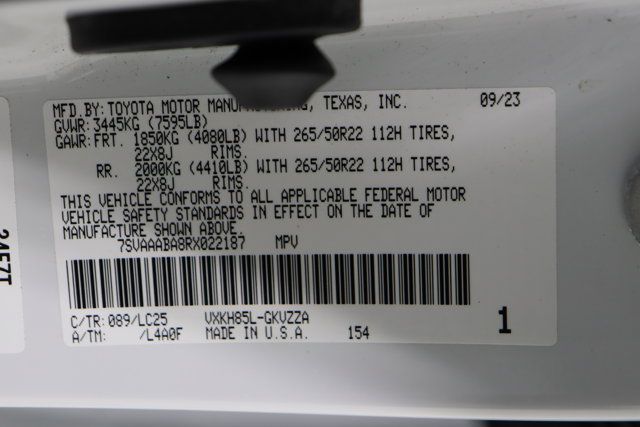 MFD.BY: TOYOTA MOTOR MANUFACTURING, TEXAS, INC. 09/23
GVWR: 3445KG (7595LB)
GAWR: FRT. 1850KG (4080LB) WITH 265/50R22 112H TIRES,
22X8J RIMS.
RR. 2000KG (4410LB) WITH 265/50R22 112H TIRES,
22X8J RIMS.
THIS VEHICLE CONFORMS TO ALL APPLICABLE FEDERAL MOTOR
VEHICLE SAFETY STANDARDS IN EFFECT ON THE DATE OF
MANUFACTURE SHOWN ABOVE.
7SVAAABA8RX022187 MPV
C/TR: 089/LC25 VXKH85L-GKVZZA
A/TM: /L4A0F MADE IN U.S.A. 154 1